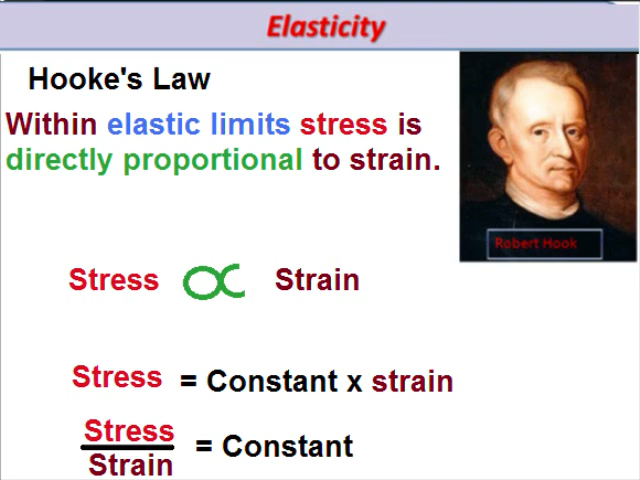 Elasticity
Hooke's Law
Within elastic limits stress is
directly proportional to strain.
Robert Hook
Stress ∝ Strain
Stress = Constant x strain
Stress
= Constant
Strain